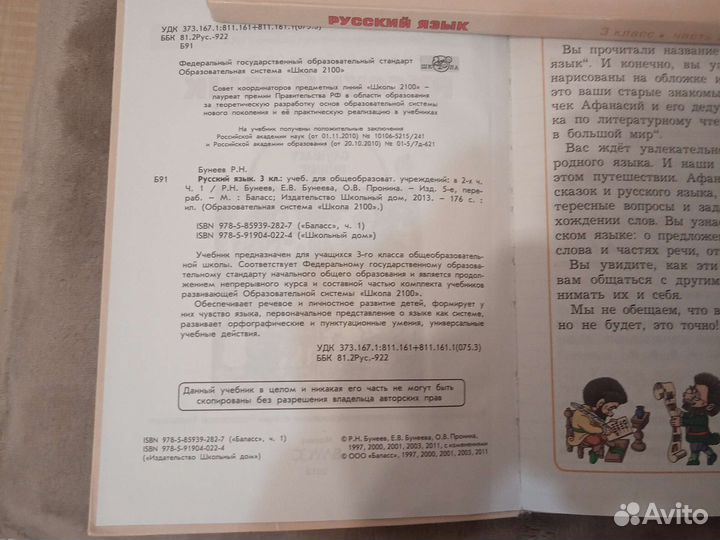 РУССКИЙ ЯЗЫК
3 класс • часть
УДК 373.167.1:811.161+811.161.1(075.3)
ББК 81.2Рус.-922
Б91
Федеральный государственный образовательный стандарт
Образовательная система «Школа 2100»
ШКОЛА
Совет координаторов предметных линий «Школы 2100» –
лауреат премии Правительства РФ в области образования
за теоретическую разработку основ образовательной системы
нового поколения и её практическую реализацию в учебниках
На учебник получены положительные заключения
Российской академии наук (от 01.11.2010) № 10106-5215/241
и Российской академии образования (от 20.10.2010) № 01-5/7д-621
Бунеев Р.Н.
Б91 Русский язык. 3 кл.: учеб. для общеобразоват. учреждений: в 2-х ч.
Ч. 1 / Р.Н. Бунеев, Е.В. Бунеева, О.В. Пронина. – Изд. 5-е, пере-
раб. – М. : Баласс; Издательство Школьный дом, 2013. – 176 с. :
ил. (Образовательная система «Школа 2100».)
ISBN 978-5-85939-282-7 («Баласс», ч. 1)
ISBN 978-5-91904-022-4 («Школьный дом»)
Учебник предназначен для учащихся 3-го класса общеобразователь-
ной школы. Соответствует Федеральному государственному образова-
тельному стандарту начального общего образования и является продол-
жением непрерывного курса и составной частью комплекта учебников
развивающей Образовательной системы «Школа 2100».
Обеспечивает речевое и личностное развитие детей, формирует у
них чувство языка, первоначальное представление о языке как системе,
развивает орфографические и пунктуационные умения, универсальные
учебные действия.
УДК 373.167.1:811.161+811.161.1(075.3)
ББК 81.2Рус.-922
Данный учебник в целом и никакая его часть не могут быть
скопированы без разрешения владельца авторских прав
ISBN 978-5-85939-282-7 («Баласс», ч. 1)
ISBN 978-5-91904-022-4
(«Издательство Школьный дом»)
© Р.Н. Бунеев, Е.В. Бунеева, О.В. Пронина,
1997, 2000, 2001, 2003, 2011, с изменениями
© ООО «Баласс», 1997, 2000, 2001, 2003, 2011
Вы прочитали название
язык“. И конечно, вы уз
нарисованы на обложке и
это ваши старые знакомы
чек Афанасий и его деду
ка по литературному чте
в большой мир“.
Вас ждёт увлекательн
родного языка. И наши
этом путешествии. Афан
сказок и русского языка,
тересные вопросы и зад
хождении слов. Вы узна
ском языке: о предложе
слова и частях речи, от
Вы увидите, как эти
вам общаться с другим
нимать их и себя.
Мы не обещаем, что в
но не будет, это точно!
Avito